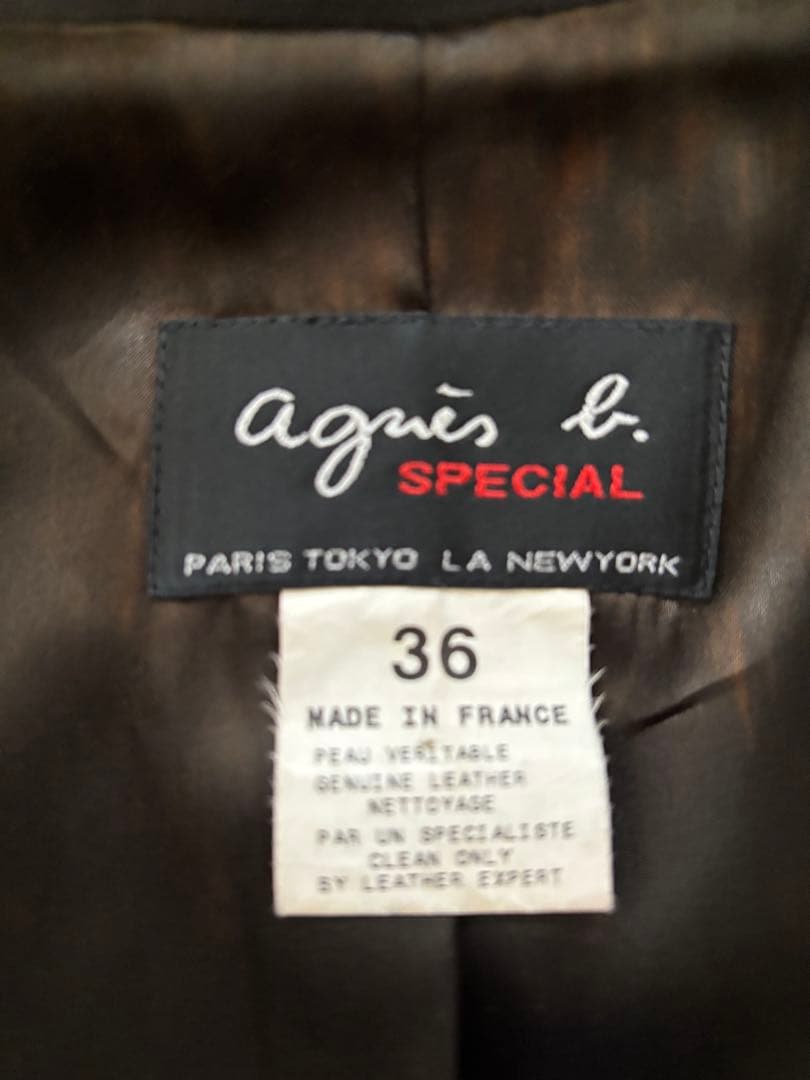 agnès b.
SPECIAL
PARIS TOKYO LA NEWYORK
36
MADE IN FRANCE
PEAU VERITABLE
GENUINE LEATHER
NETTOYAGE
PAR UN SPECIALISTE
CLEAN ONLY
BY LEATHER EXPERT